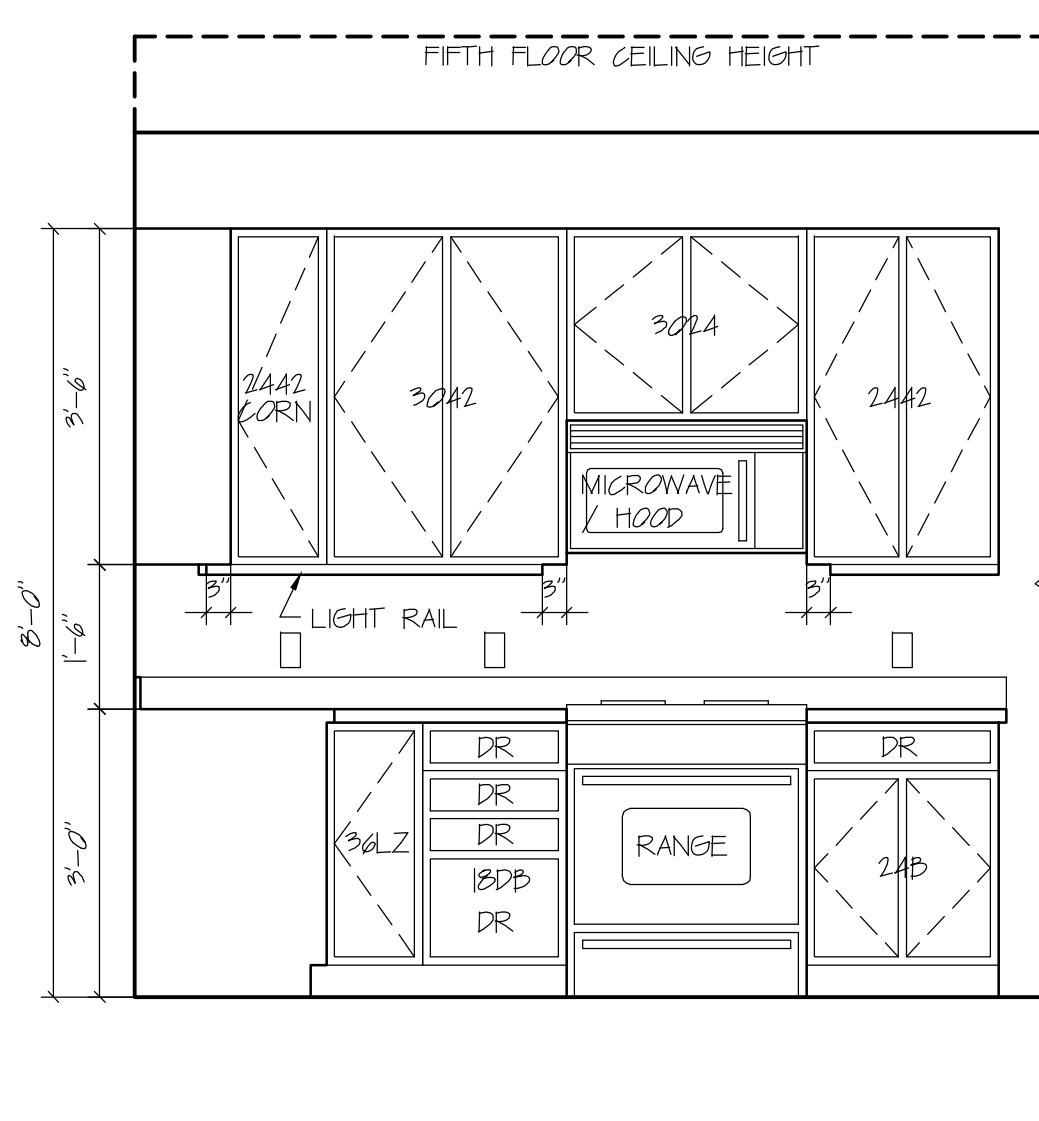 FIFTH FLOOR CEILING HEIGHT
2442
CORN
3042
3024
2442
3'-6"
MICROWAVE
/ HOOD
3"
3"
3"
LIGHT RAIL
8'-0"
1'-6"
DR
DR
DR
DR
36LZ
RANGE
3'-0"
24B
18DB
DR